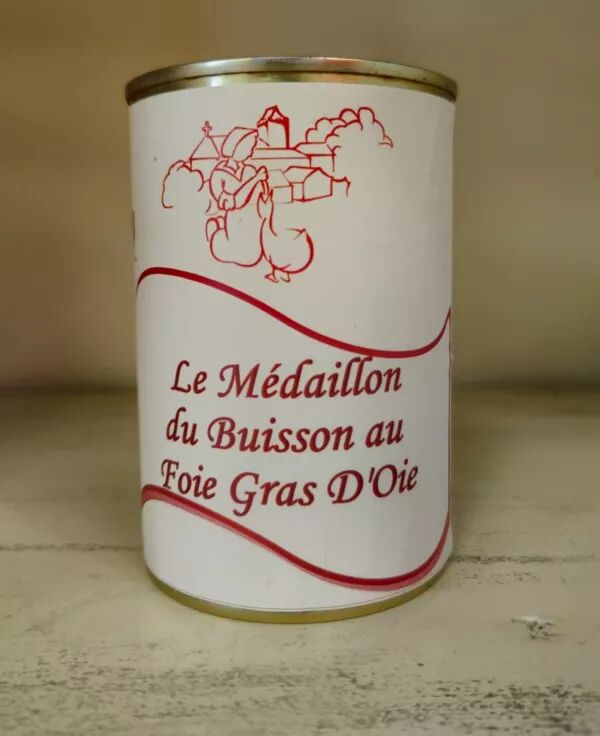 Le Médaillon
du Buisson au
Foie Gras D'Oie